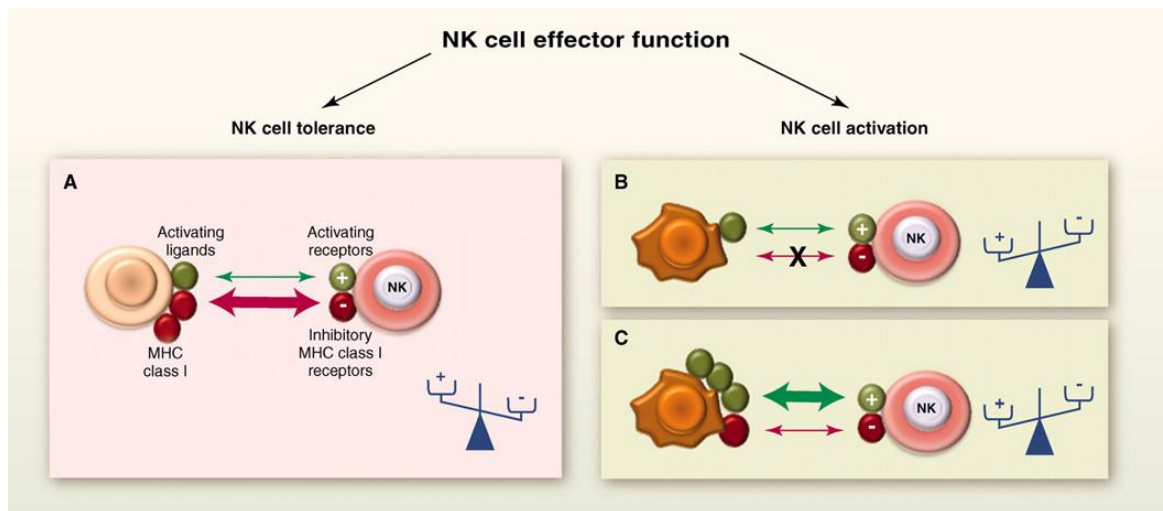 NK cell effector function
NK cell tolerance
NK cell activation
A
Activating
ligands
Activating
receptors
+
-
NK
MHC
class I
Inhibitory
MHC class I
receptors
+
-
B
X
+
-
NK
+
-
C
+
-
NK
+
-